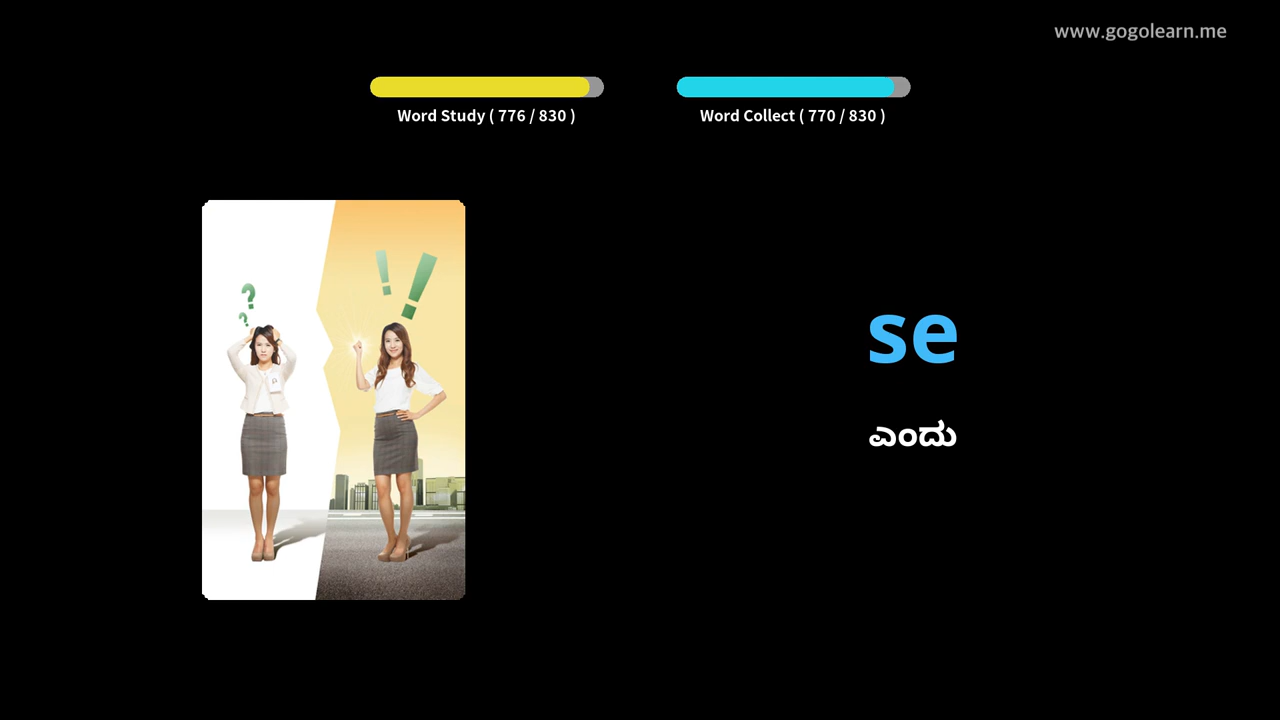 www.gogolearn.me
Word Study ( 776 / 830 )
Word Collect ( 770 / 830 )
? ?
! !
se
ಎಂದು